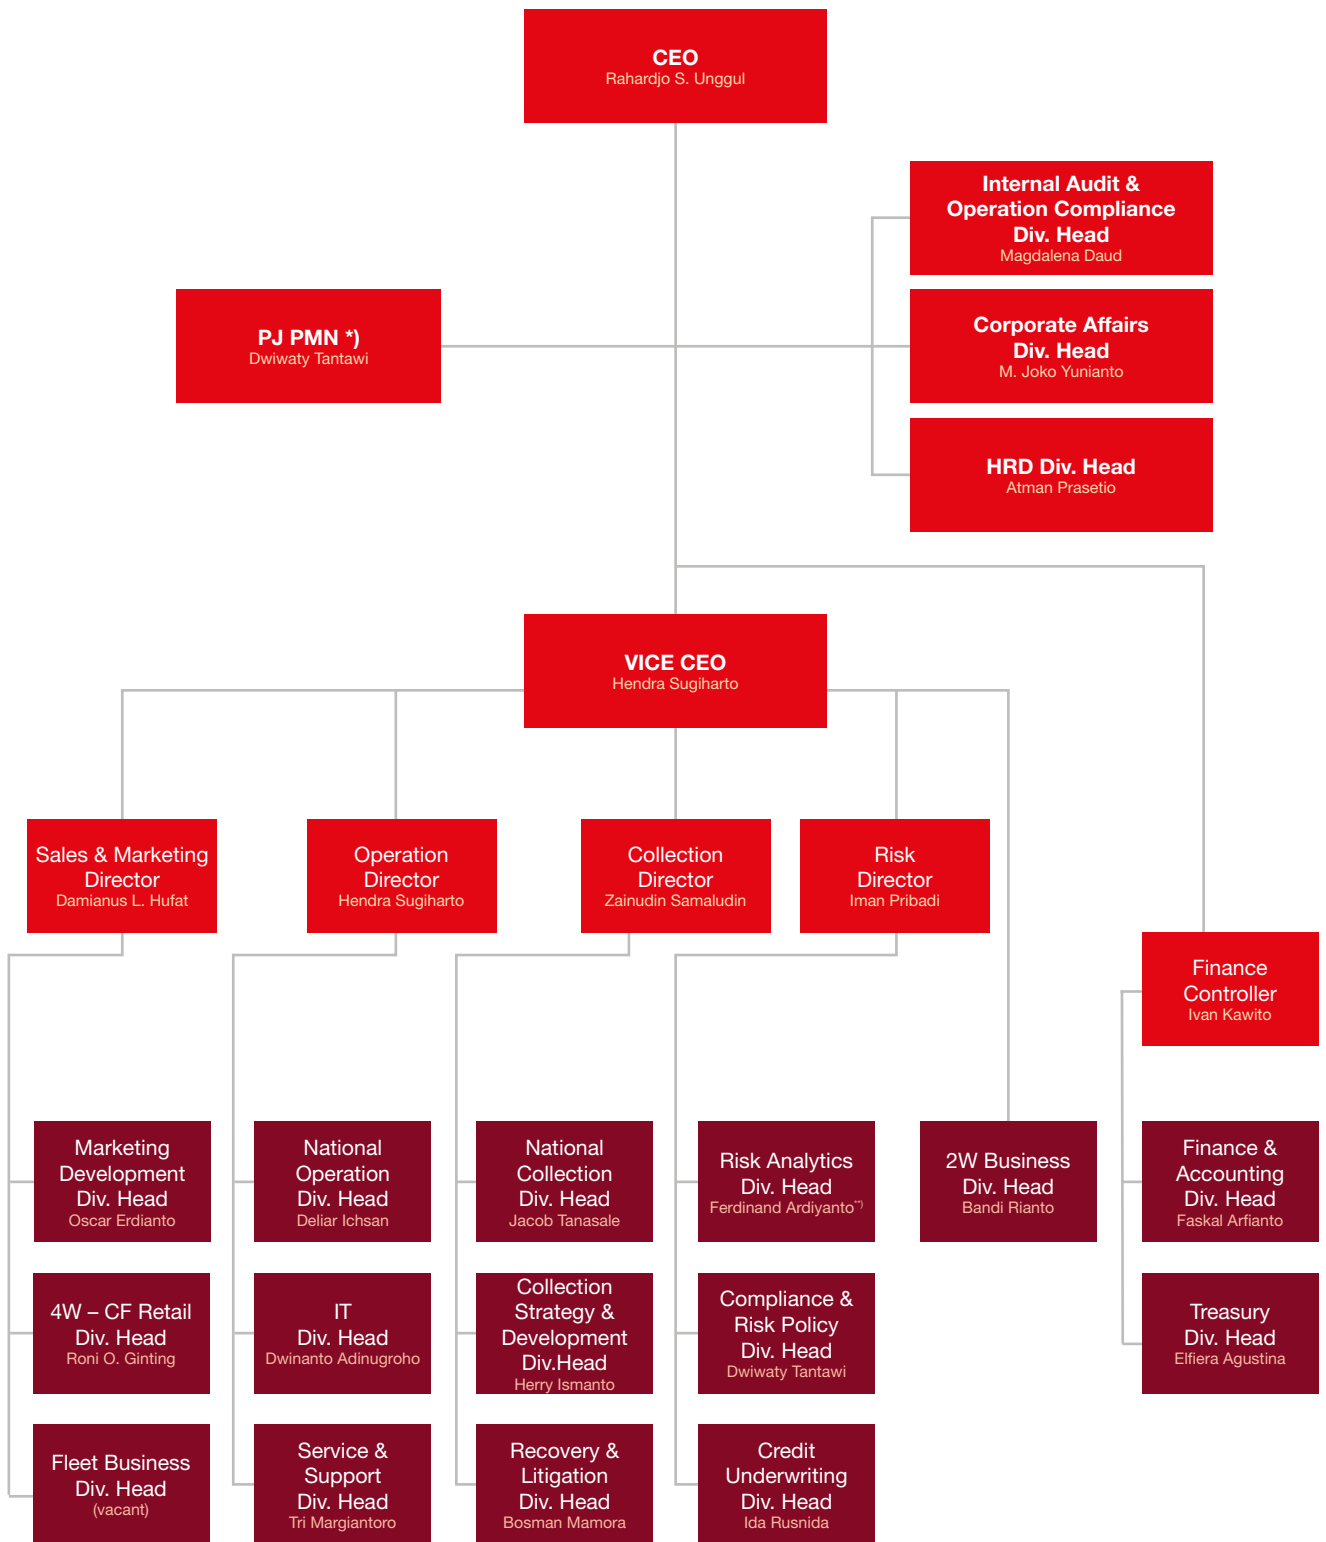 CEO
Rahardjo S. Unggul
Internal Audit &
Operation Compliance
Div. Head
Magdalena Daud
PJ PMN *)
Dwiwaty Tantawi
Corporate Affairs
Div. Head
M. Joko Yunianto
HRD Div. Head
Atman Prasetio
VICE CEO
Hendra Sugiharto
Sales & Marketing
Director
Damianus L. Hufat
Operation
Director
Hendra Sugiharto
Collection
Director
Zainudin Samaludin
Risk
Director
Iman Pribadi
Finance
Controller
Ivan Kawito
Marketing
Development
Div. Head
Oscar Erdianto
National
Operation
Div. Head
Deliar Ichsan
National
Collection
Div. Head
Jacob Tanasale
Risk Analytics
Div. Head
Ferdinand Ardiyanto**)
2W Business
Div. Head
Bandi Rianto
Finance &
Accounting
Div. Head
Faskal Arfianto
4W – CF Retail
Div. Head
Roni O. Ginting
IT
Div. Head
Dwinanto Adinugroho
Collection
Strategy &
Development
Div.Head
Herry Ismanto
Compliance &
Risk Policy
Div. Head
Dwiwaty Tantawi
Treasury
Div. Head
Elfiera Agustina
Fleet Business
Div. Head
(vacant)
Service &
Support
Div. Head
Tri Margiantoro
Recovery &
Litigation
Div. Head
Bosman Mamora
Credit
Underwriting
Div. Head
Ida Rusnida